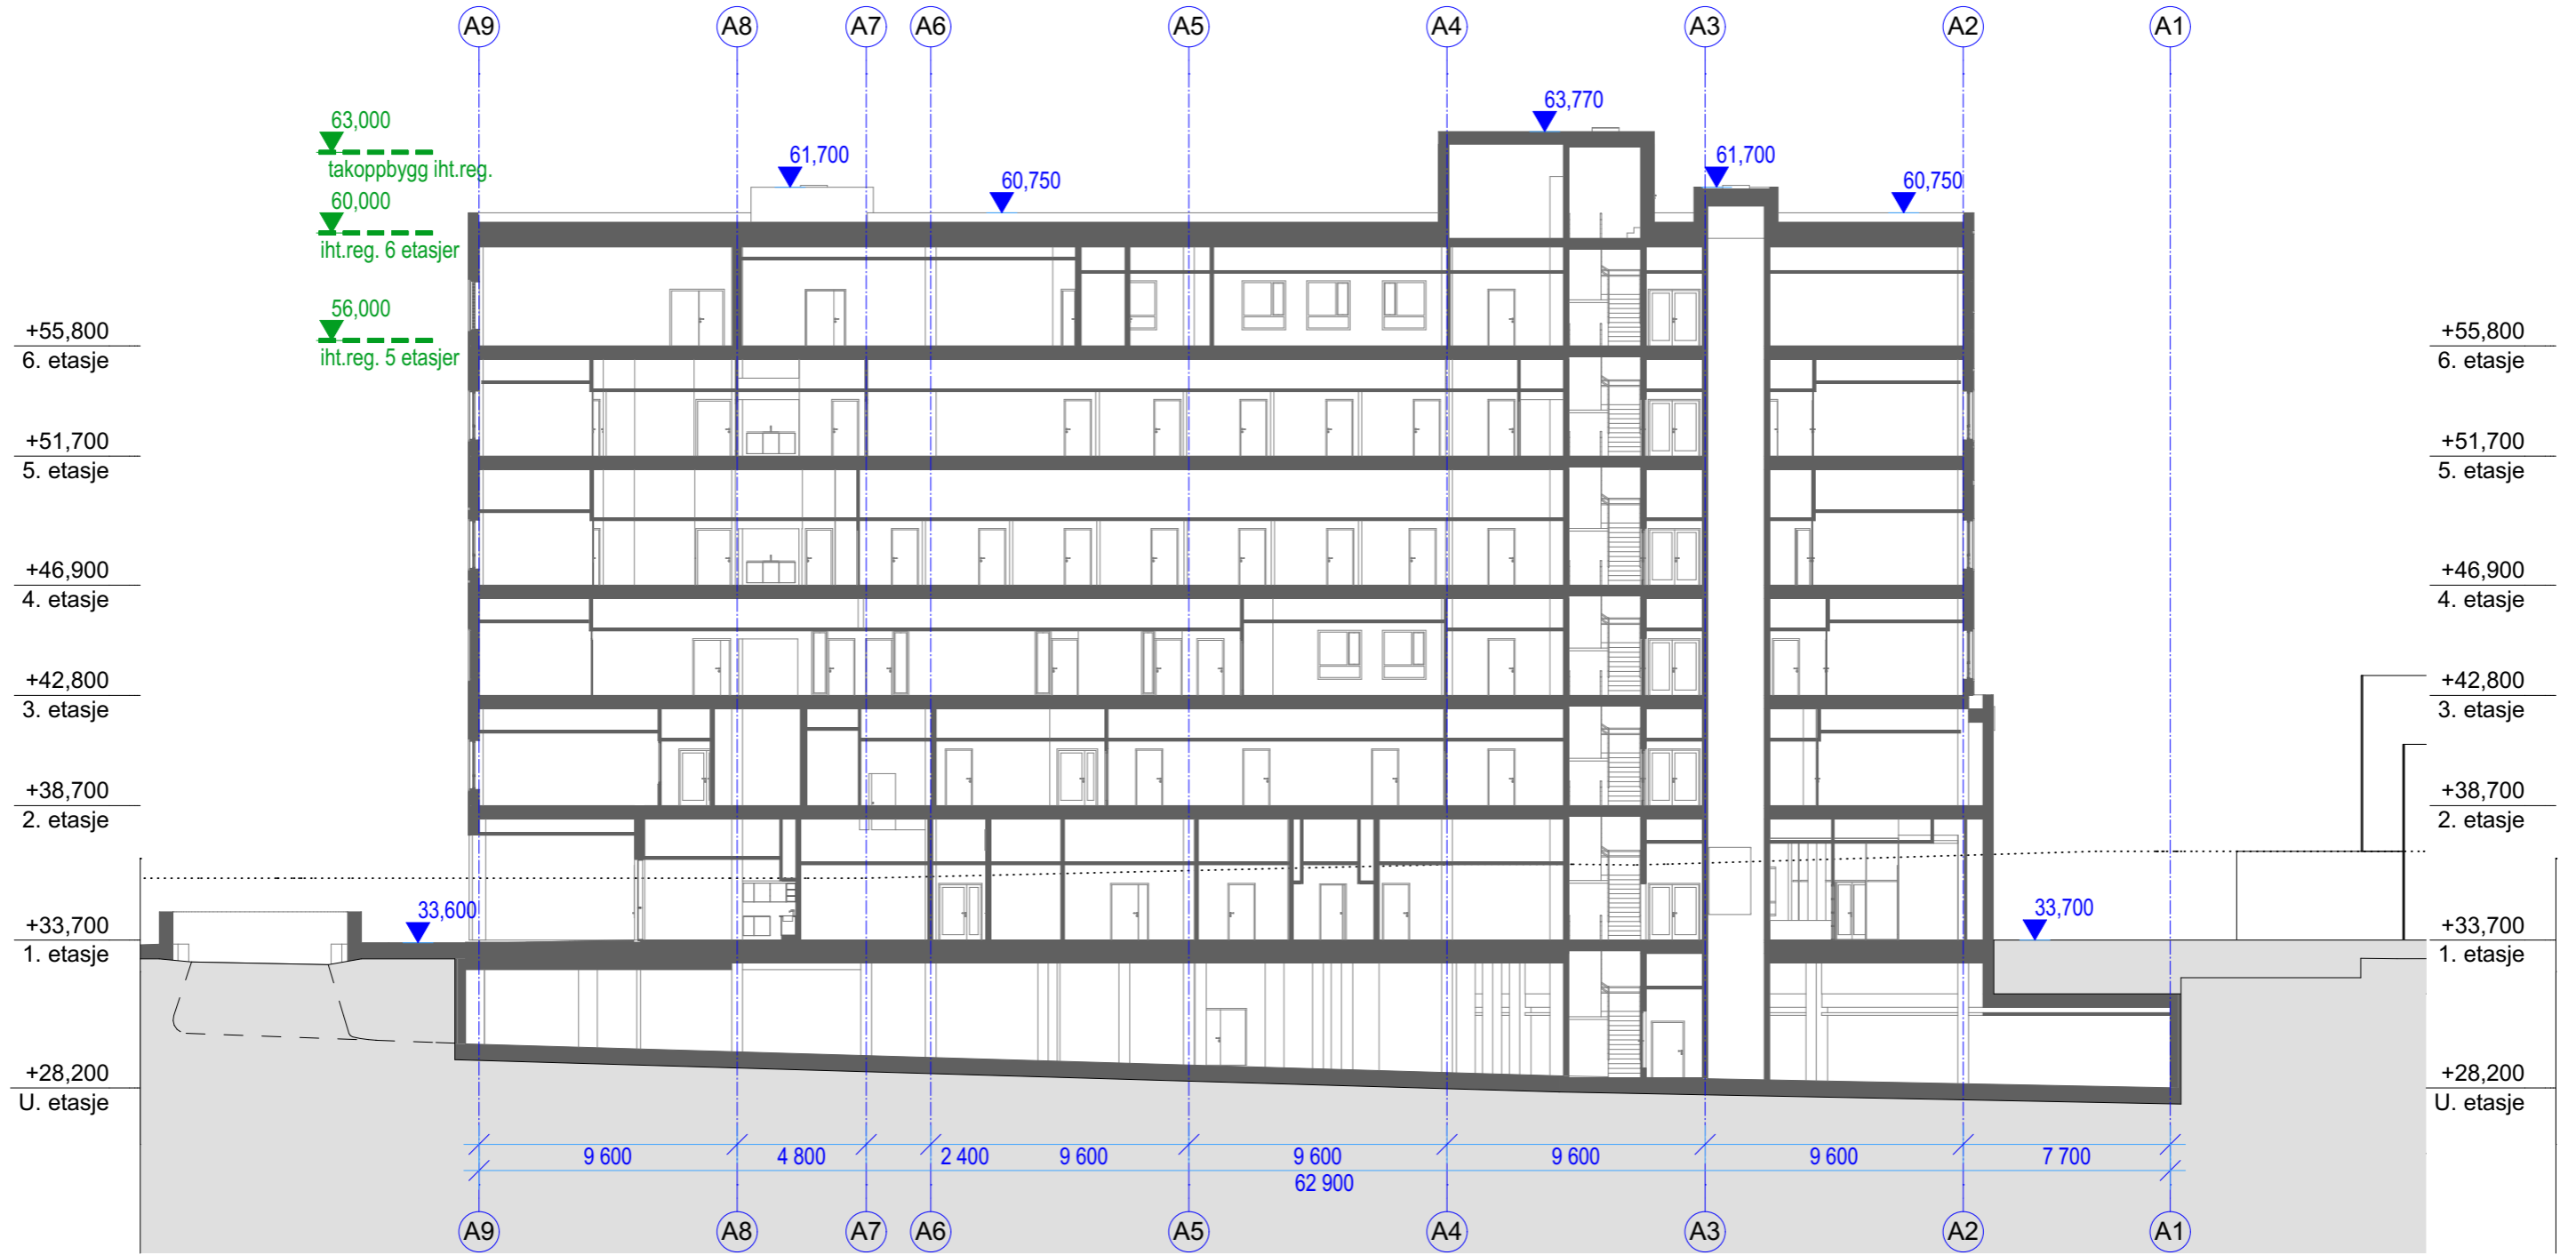 A9 A8 A7 A6 A5 A4 A3 A2 A1
63,770
63,000
takoppbygg iht.reg.
61,700
61,700
60,750
60,750
60,000
iht.reg. 6 etasjer
56,000
iht.reg. 5 etasjer
+55,800
6. etasje
+55,800
6. etasje
+51,700
5. etasje
+51,700
5. etasje
+46,900
4. etasje
+46,900
4. etasje
+42,800
3. etasje
+42,800
3. etasje
+38,700
2. etasje
+38,700
2. etasje
33,600
33,700
+33,700
1. etasje
+33,700
1. etasje
+28,200
U. etasje
+28,200
U. etasje
9 600 4 800 2 400 9 600 9 600 9 600 9 600 7 700
62 900
A9 A8 A7 A6 A5 A4 A3 A2 A1